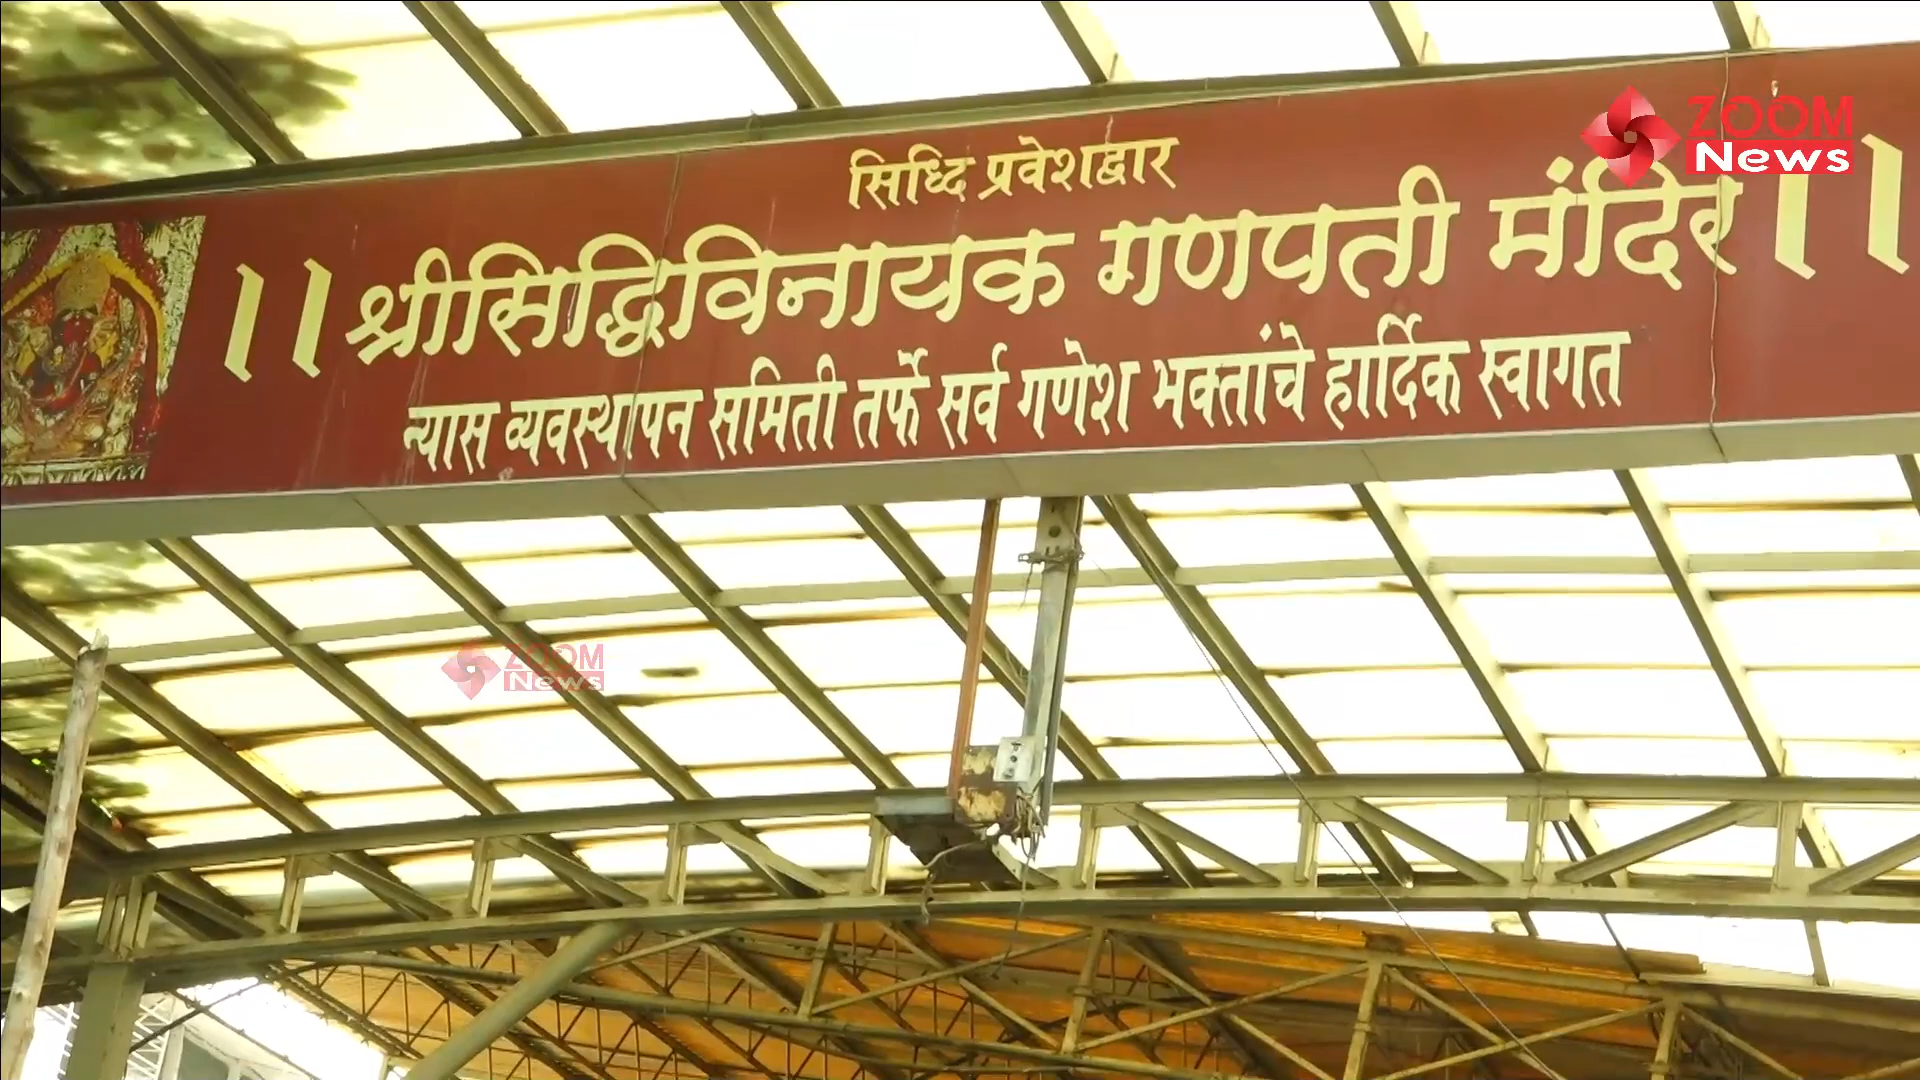 सिध्दि प्रवेशद्वार
।। श्रीसिद्धिविनायक गणपती मंदिर ।।
न्यास व्यवस्थापन समिती तर्फे सर्व गणेश भक्तांचे हार्दिक स्वागत
ZOOM
News
ZOOM
News